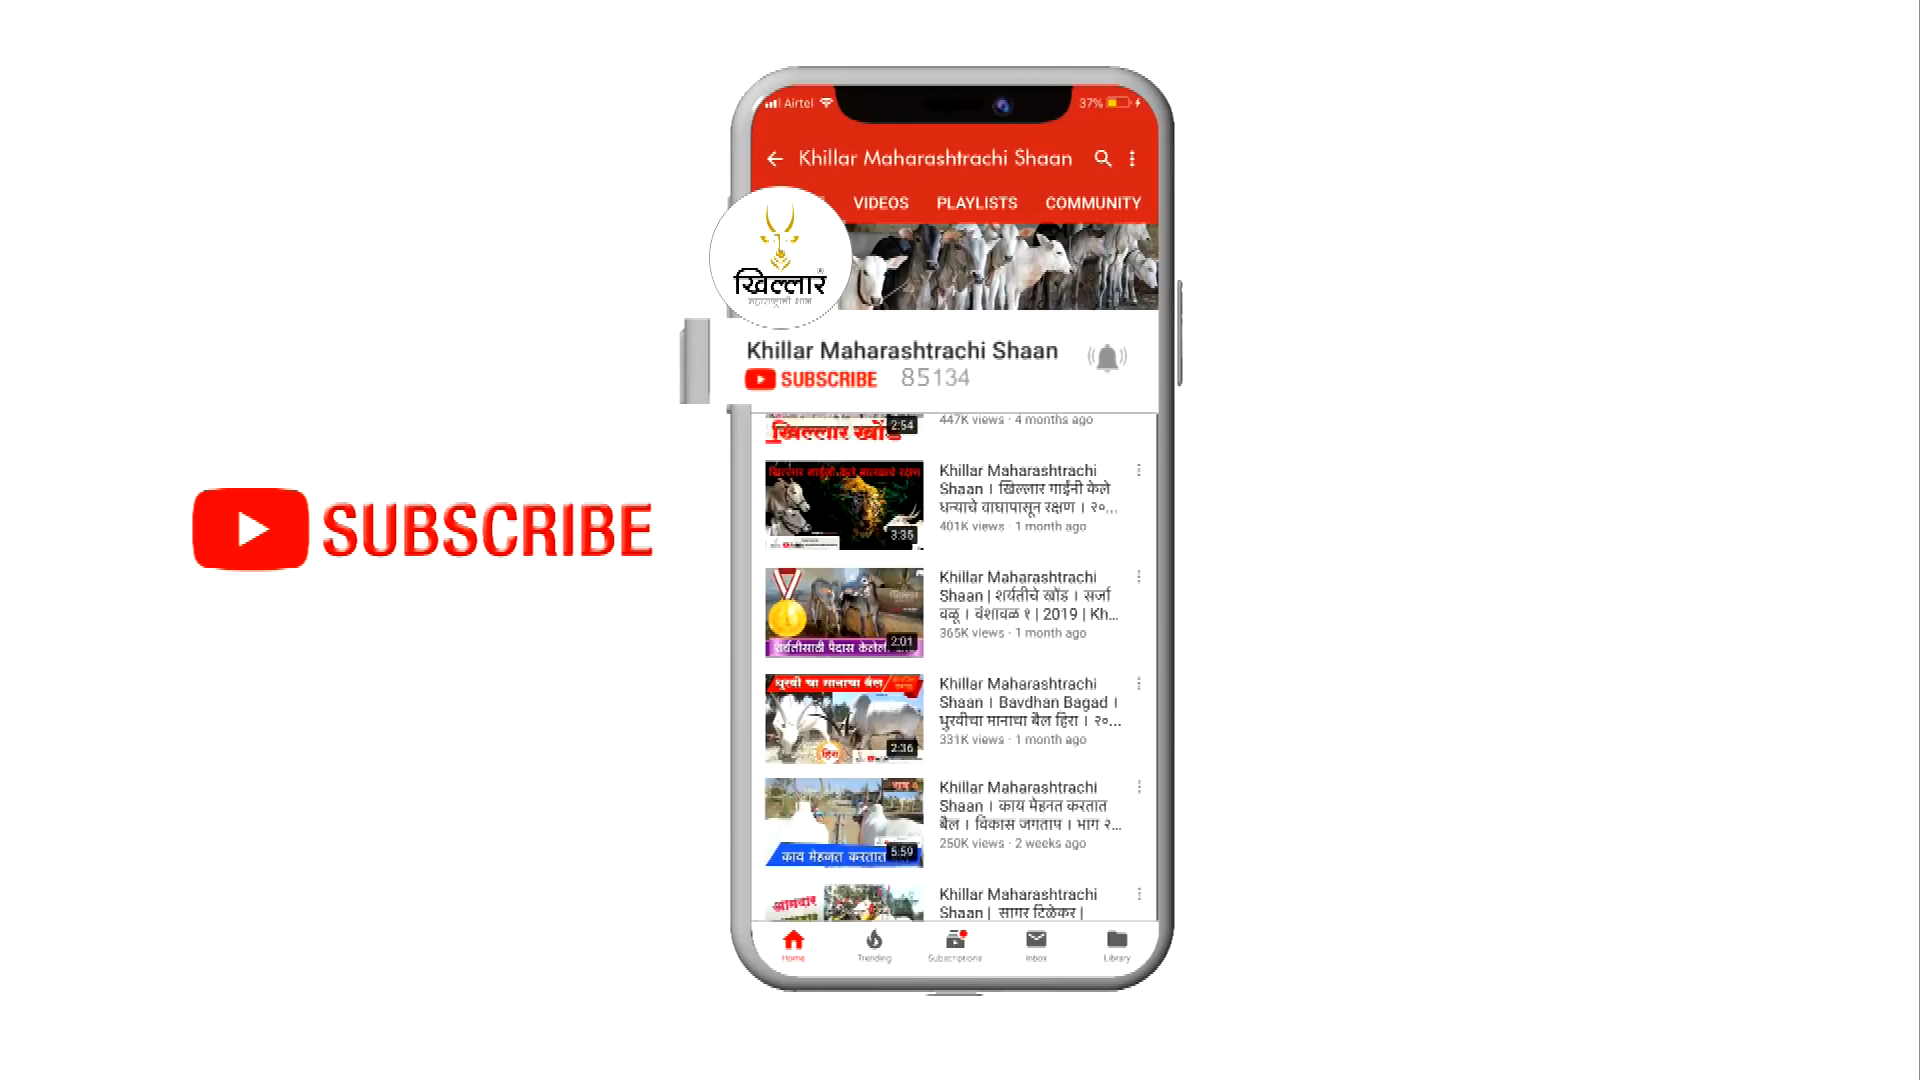 Airtel
37%
Khillar Maharashtrachi Shaan
VIDEOS PLAYLISTS COMMUNITY
खिल्लार
महाराष्ट्राची शान
Khillar Maharashtrachi Shaan
SUBSCRIBE 85134
2:54
खिल्लार खोंड
447K views · 4 months ago
3:35
Khillar Maharashtrachi
Shaan । खिल्लार गाईंनी केले
धन्याचे वाघापासून रक्षण । २०...
401K views · 1 month ago
SUBSCRIBE
2:01
Khillar Maharashtrachi
Shaan | शर्यतीचे खोंड । सर्जा
वळू । वंशावळ १ | 2019 | Kh...
365K views · 1 month ago
धुरवी चा मानाचा बैल
हिरा
2:36
Khillar Maharashtrachi
Shaan । Bavdhan Bagad ।
धुरवीचा मानाचा बैल हिरा । २०...
331K views · 1 month ago
काय मेहनत करतात
5:59
Khillar Maharashtrachi
Shaan । काय मेहनत करतात
बैल । विकास जगताप । भाग २...
250K views · 2 weeks ago
आमदार
Khillar Maharashtrachi
Shaan | सागर टिळेकर |
Home Trending Subscriptions Inbox Library